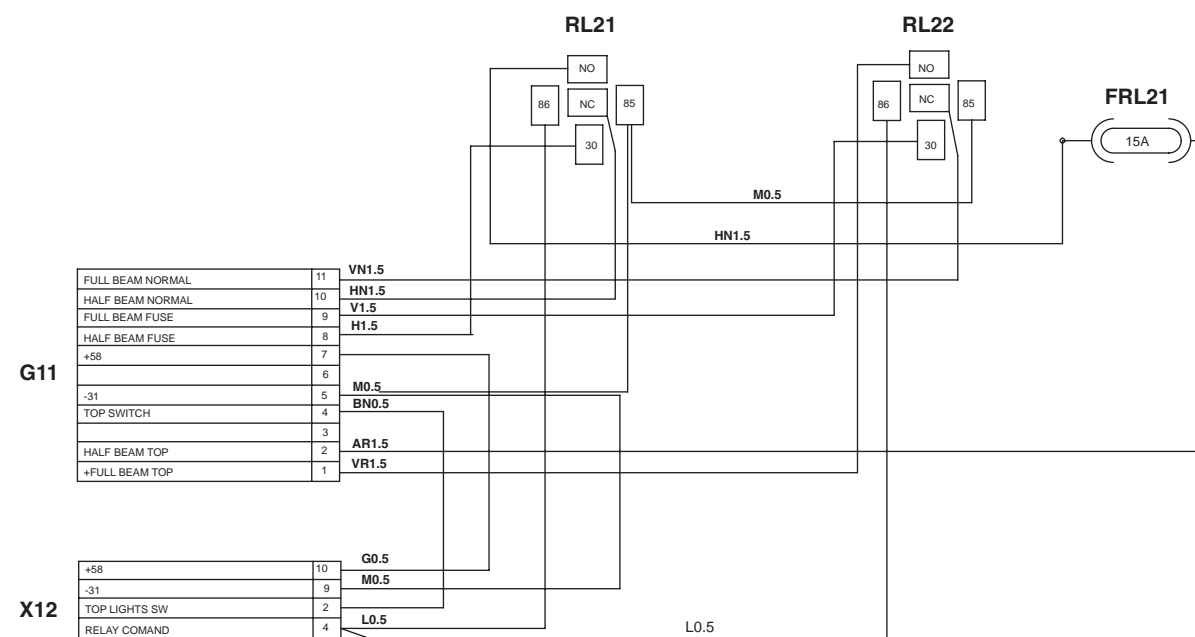 RL21 RL22
NO NO
86 NC 85 86 NC 85 FRL21
30 30 15A
M0.5
HN1.5
FULL BEAM NORMAL 11 VN1.5
HALF BEAM NORMAL 10 HN1.5
FULL BEAM FUSE 9 V1.5
HALF BEAM FUSE 8 H1.5
+58 7
G11
6
-31 5 M0.5
TOP SWITCH 4 BN0.5
3
HALF BEAM TOP 2 AR1.5
+FULL BEAM TOP 1 VR1.5
+58 10 G0.5
-31 9 M0.5
X12
TOP LIGHTS SW 2
RELAY COMAND 4 L0.5 L0.5